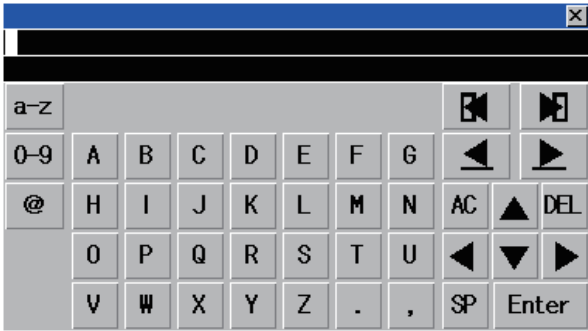 a-z
0-9 A B C D E F G
@ H I J K L M N AC DEL
O P Q R S T U
V W X Y Z . , SP Enter